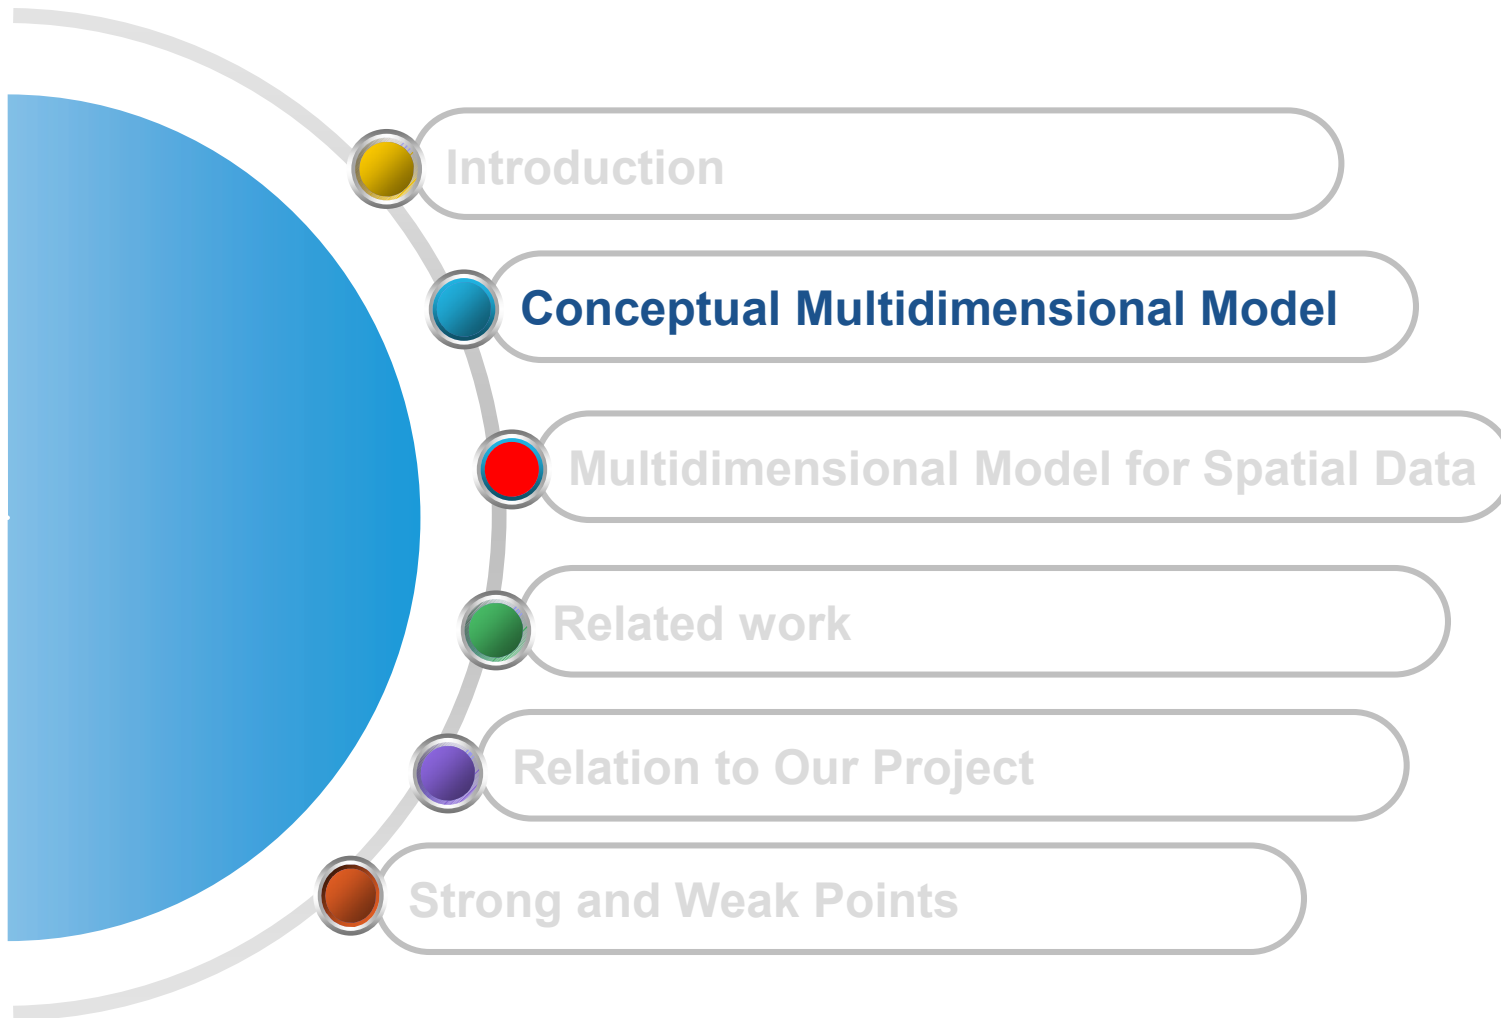 Introduction
Conceptual Multidimensional Model
Multidimensional Model for Spatial Data
Related work
Relation to Our Project
Strong and Weak Points